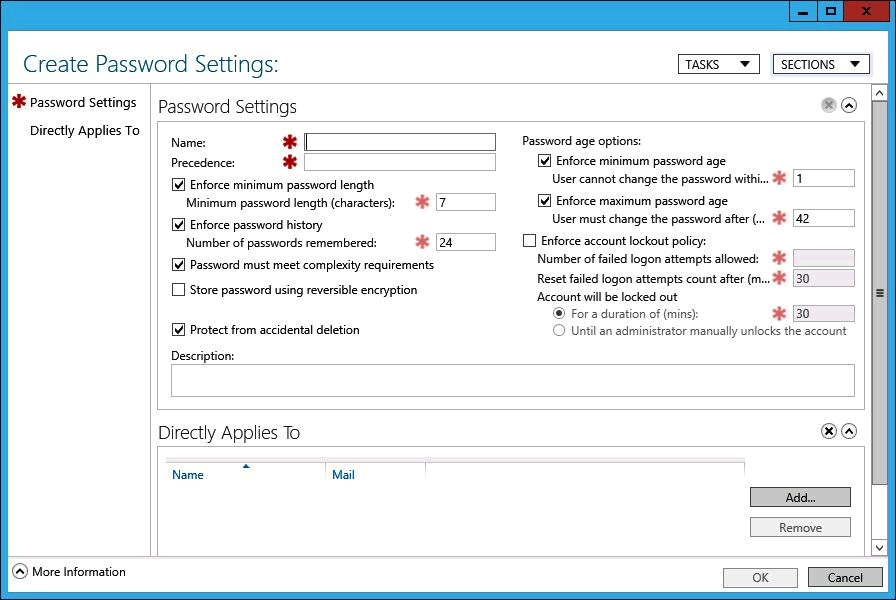 X
Create Password Settings:
TASKS
SECTIONS
Password Settings
Directly Applies To
Password Settings
Name:
Precedence:
Enforce minimum password length
Minimum password length (characters): 7
Enforce password history
Number of passwords remembered: 24
Password must meet complexity requirements
Store password using reversible encryption
Protect from accidental deletion
Password age options:
Enforce minimum password age
User cannot change the password withi... 1
Enforce maximum password age
User must change the password after (... 42
Enforce account lockout policy:
Number of failed logon attempts allowed:
Reset failed logon attempts count after (m... 30
Account will be locked out
For a duration of (mins): 30
Until an administrator manually unlocks the account
Description:
Directly Applies To
Name Mail
Add...
Remove
More Information
OK Cancel